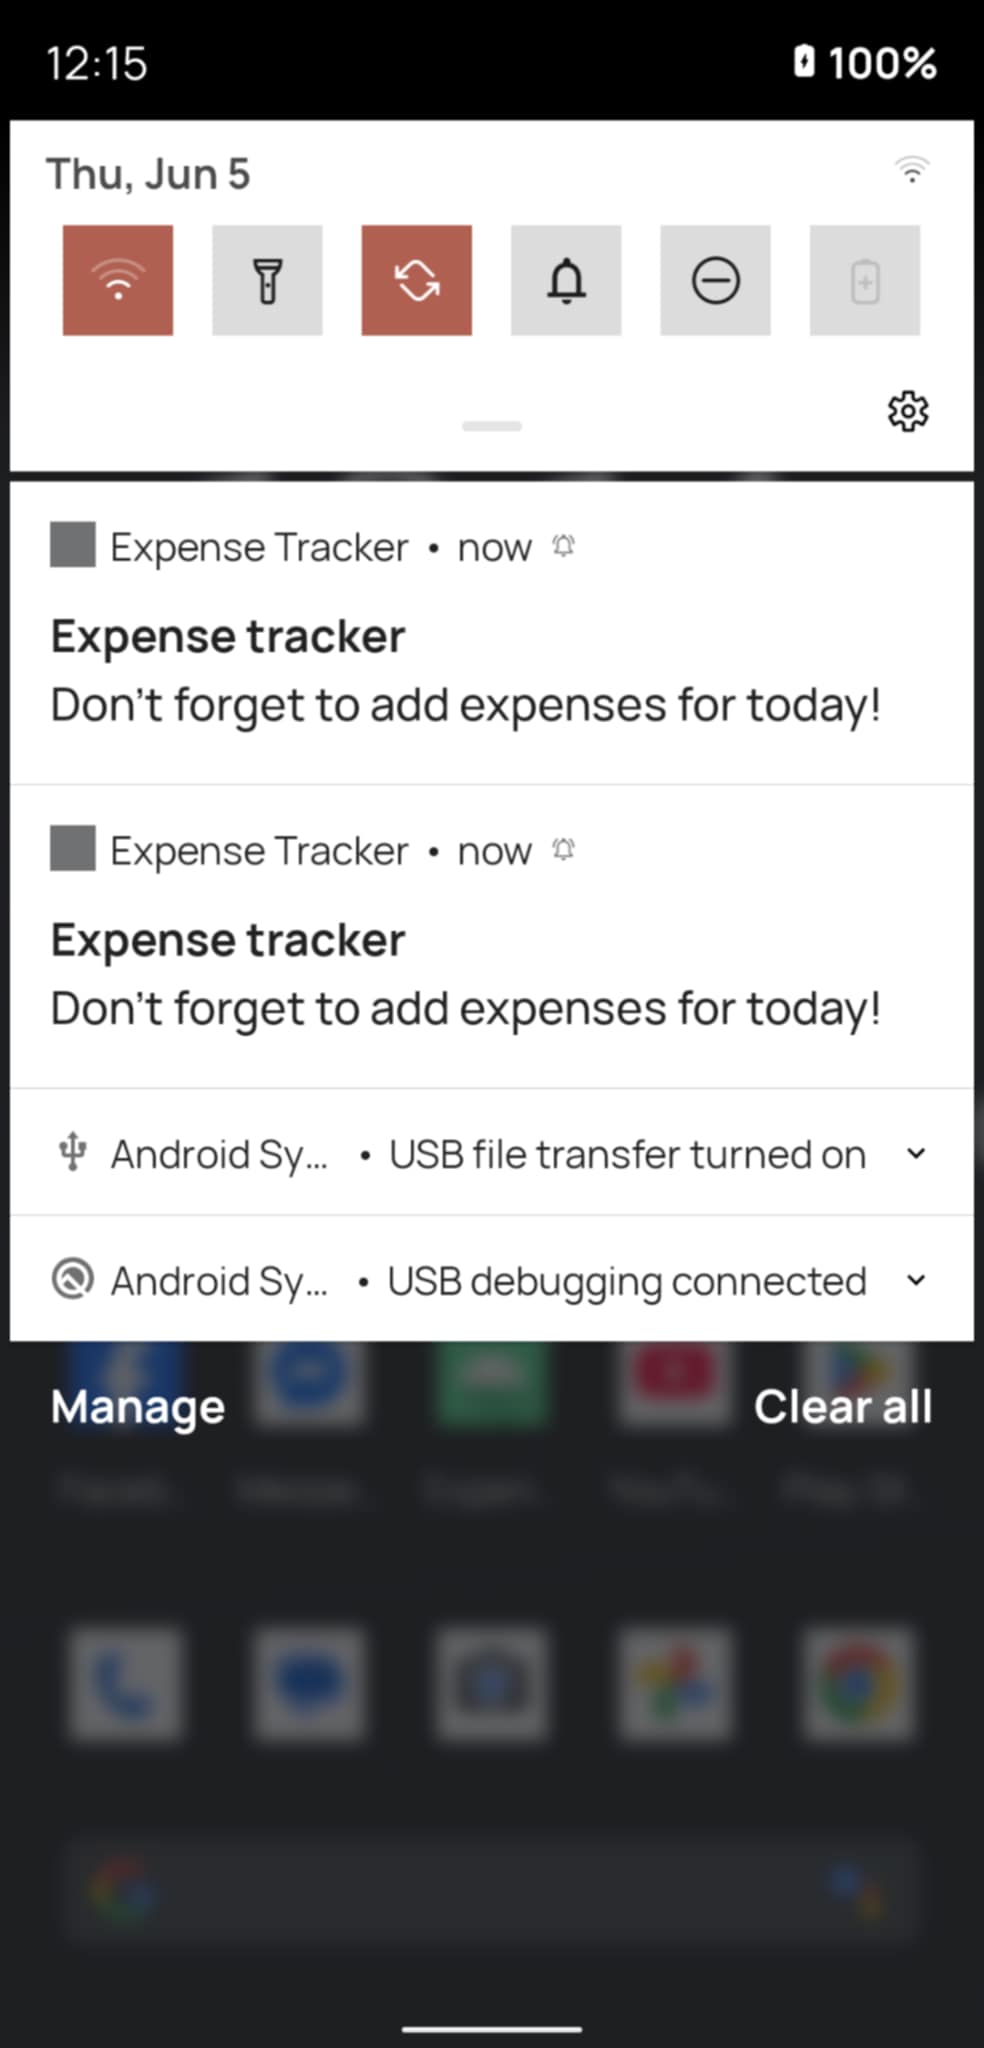 12:15
100%
Thu, Jun 5
Expense Tracker • now
Expense tracker
Don't forget to add expenses for today!
Expense Tracker • now
Expense tracker
Don't forget to add expenses for today!
Android Sy... • USB file transfer turned on
Android Sy... • USB debugging connected
Manage
Clear all